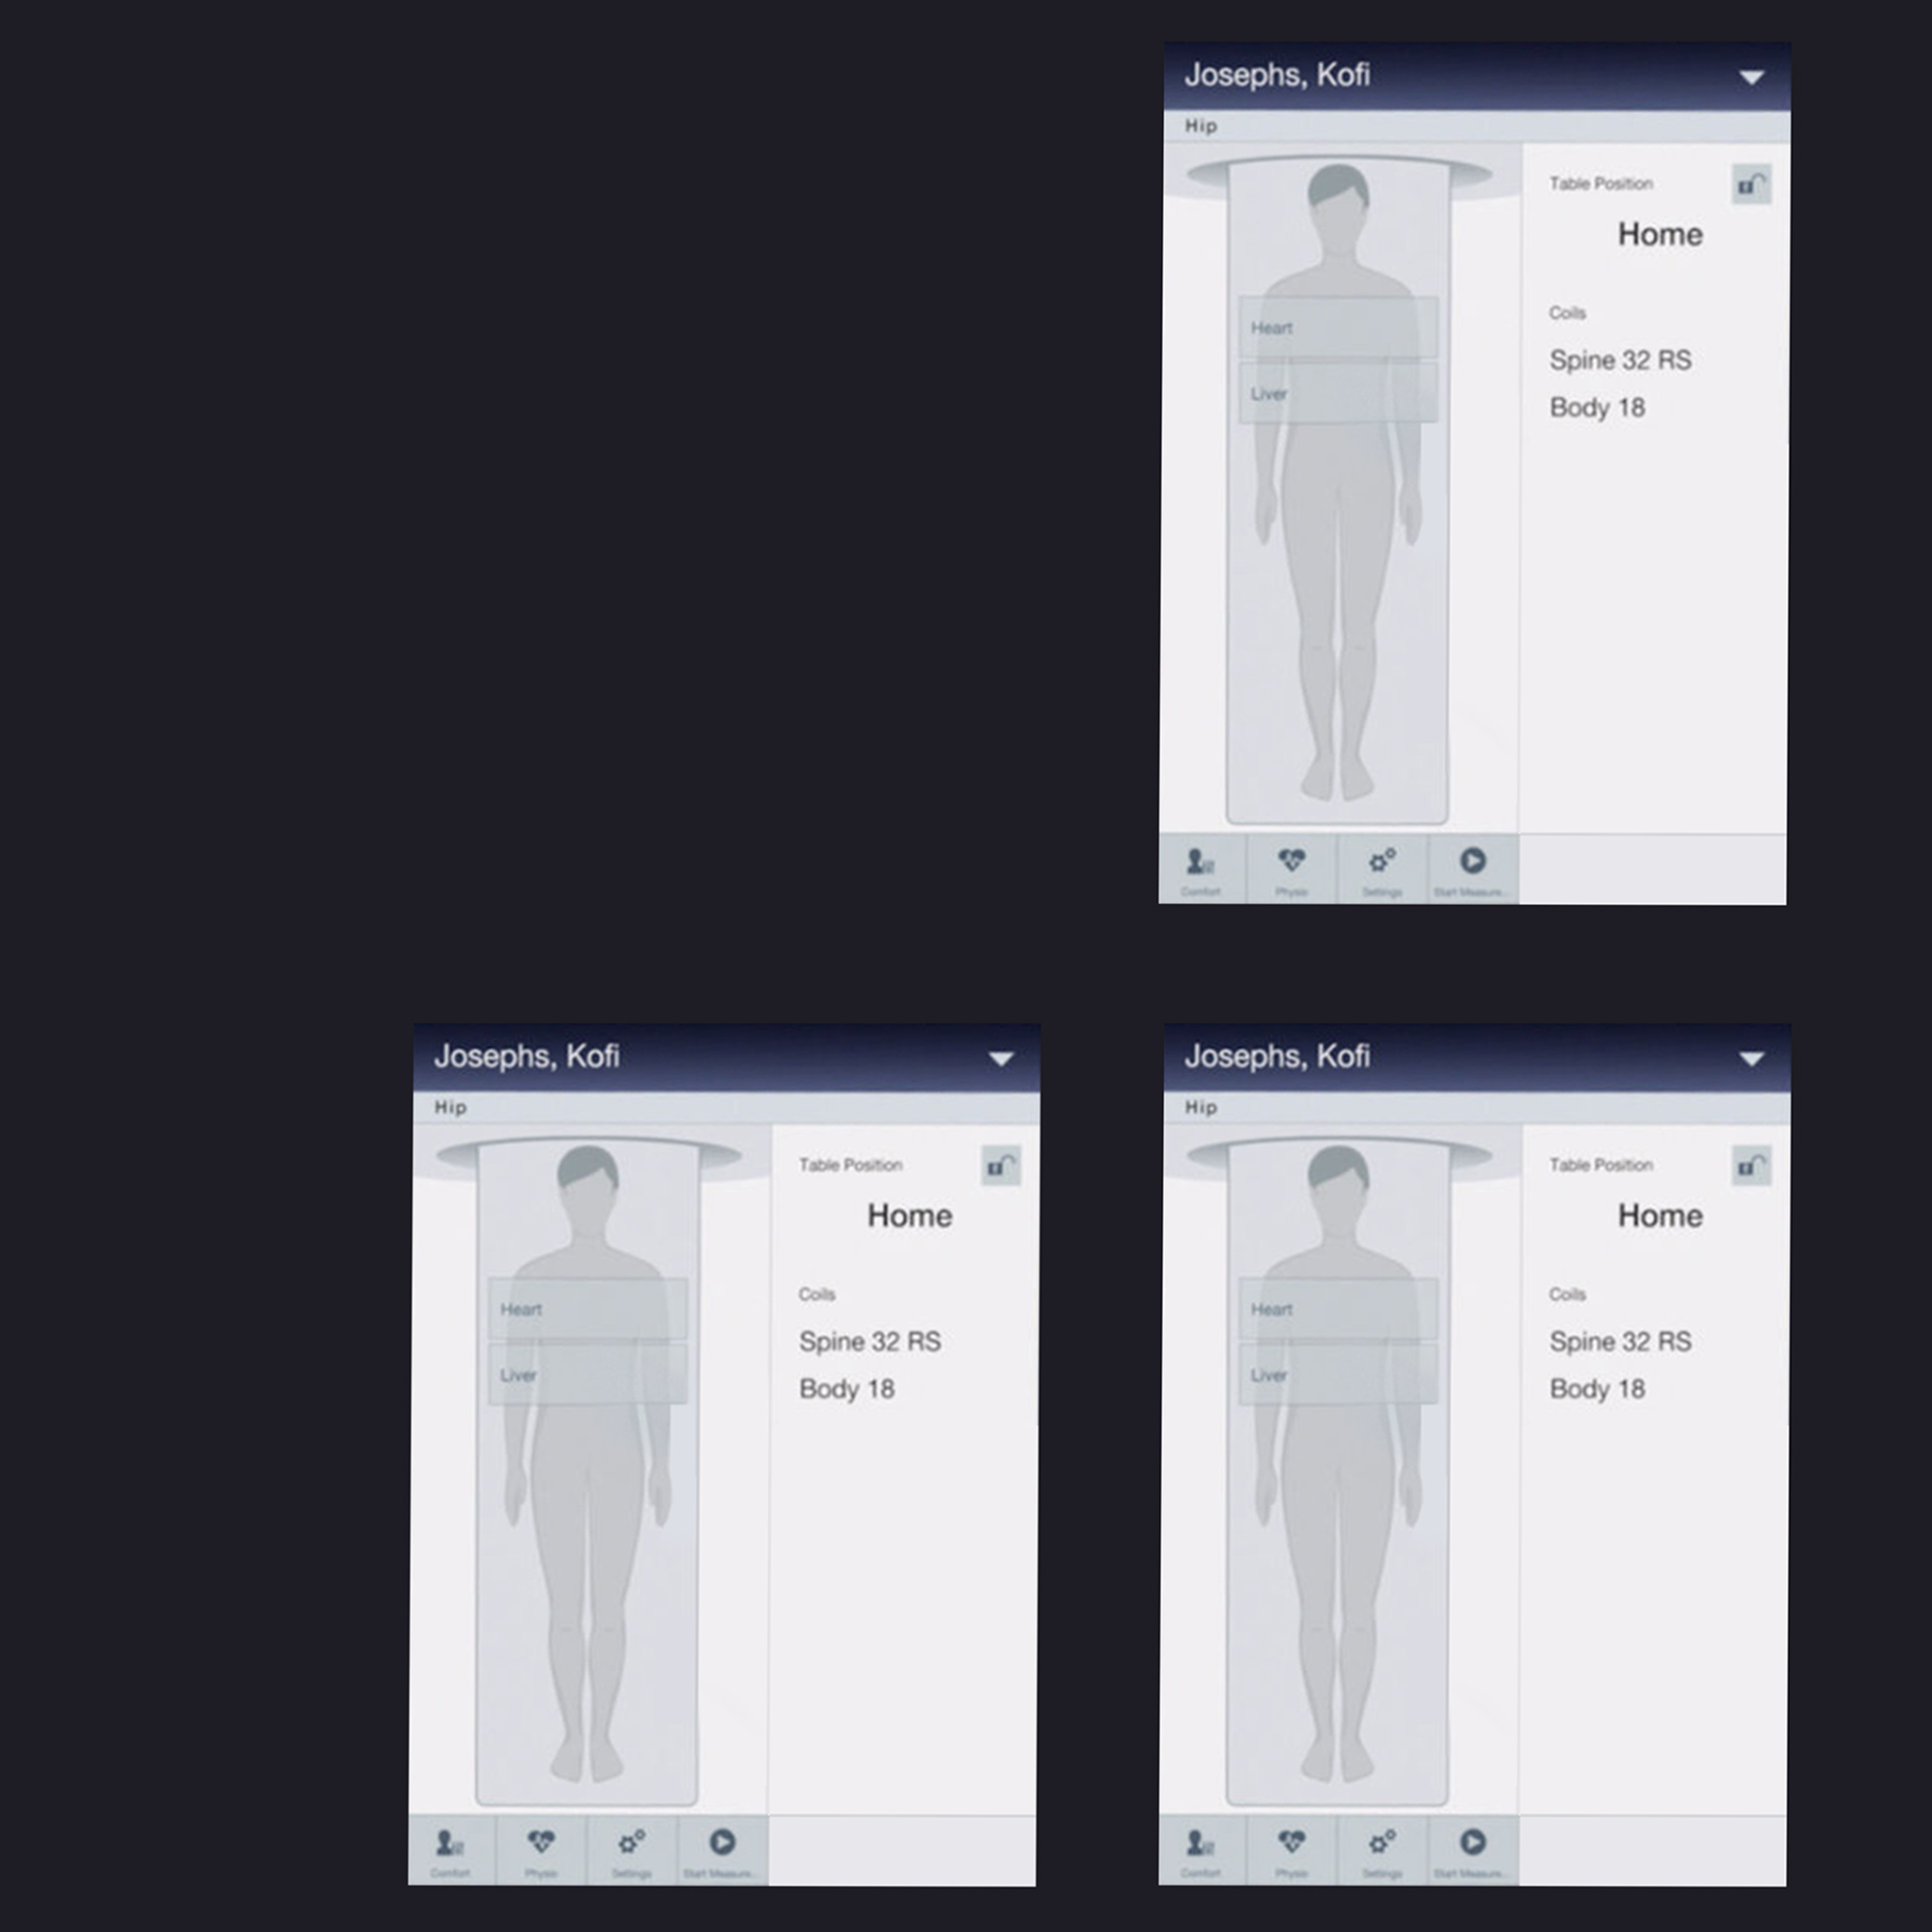 Josephs, Kofi
Hip
Table Position
Home
Coils
Spine 32 RS
Body 18
Heart
Liver
Comfort
Physio
Settings
Start Measure...
Josephs, Kofi
Hip
Table Position
Home
Coils
Spine 32 RS
Body 18
Heart
Liver
Comfort
Physio
Settings
Start Measure...
Josephs, Kofi
Hip
Table Position
Home
Coils
Spine 32 RS
Body 18
Heart
Liver
Comfort
Physio
Settings
Start Measure...